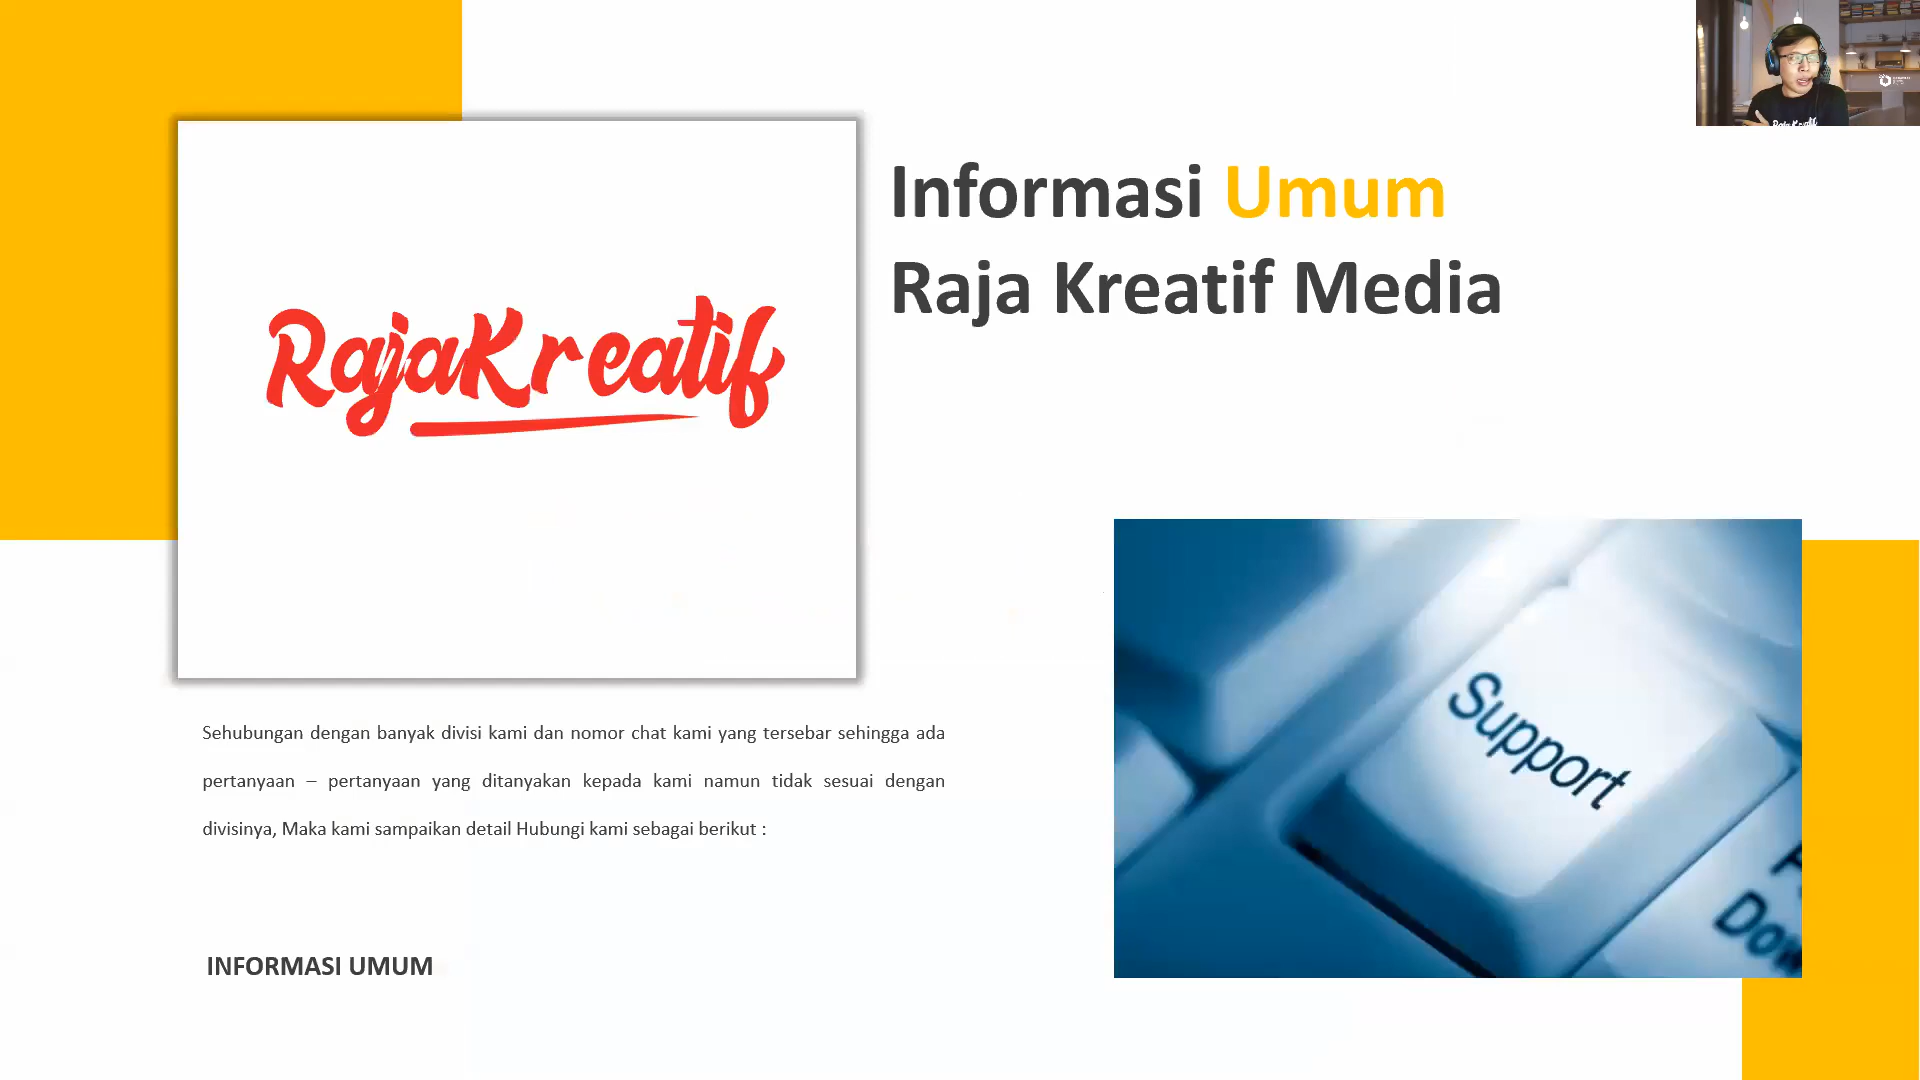 Informasi Umum
Raja Kreatif Media
RajaKreatif
Support
Dow
Sehubungan dengan banyak divisi kami dan nomor chat kami yang tersebar sehingga ada
pertanyaan – pertanyaan yang ditanyakan kepada kami namun tidak sesuai dengan
divisinya, Maka kami sampaikan detail Hubungi kami sebagai berikut :
INFORMASI UMUM